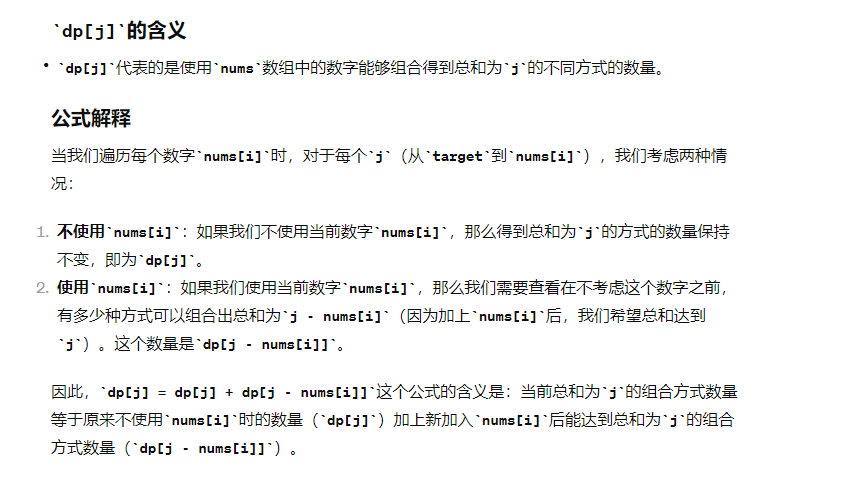 `dp[j]`的含义
• `dp[j]`代表的是使用`nums`数组中的数字能够组合得到总和为`j`的不同方式的数量。
公式解释
当我们遍历每个数字`nums[i]`时，对于每个`j`（从`target`到`nums[i]`），我们考虑两种情
况：
1. 不使用`nums[i]`：如果我们不使用当前数字`nums[i]`，那么得到总和为`j`的方式的数量保持
不变，即为`dp[j]`。
2. 使用`nums[i]`：如果我们使用当前数字`nums[i]`，那么我们需要查看在不考虑这个数字之前，
有多少种方式可以组合出总和为`j - nums[i]`（因为加上`nums[i]`后，我们希望总和达到
`j`）。这个数量是`dp[j - nums[i]]`。
因此，`dp[j] = dp[j] + dp[j - nums[i]]`这个公式的含义是：当前总和为`j`的组合方式数量
等于原来不使用`nums[i]`时的数量（`dp[j]`）加上新加入`nums[i]`后能达到总和为`j`的组合
方式数量（`dp[j - nums[i]]`）。